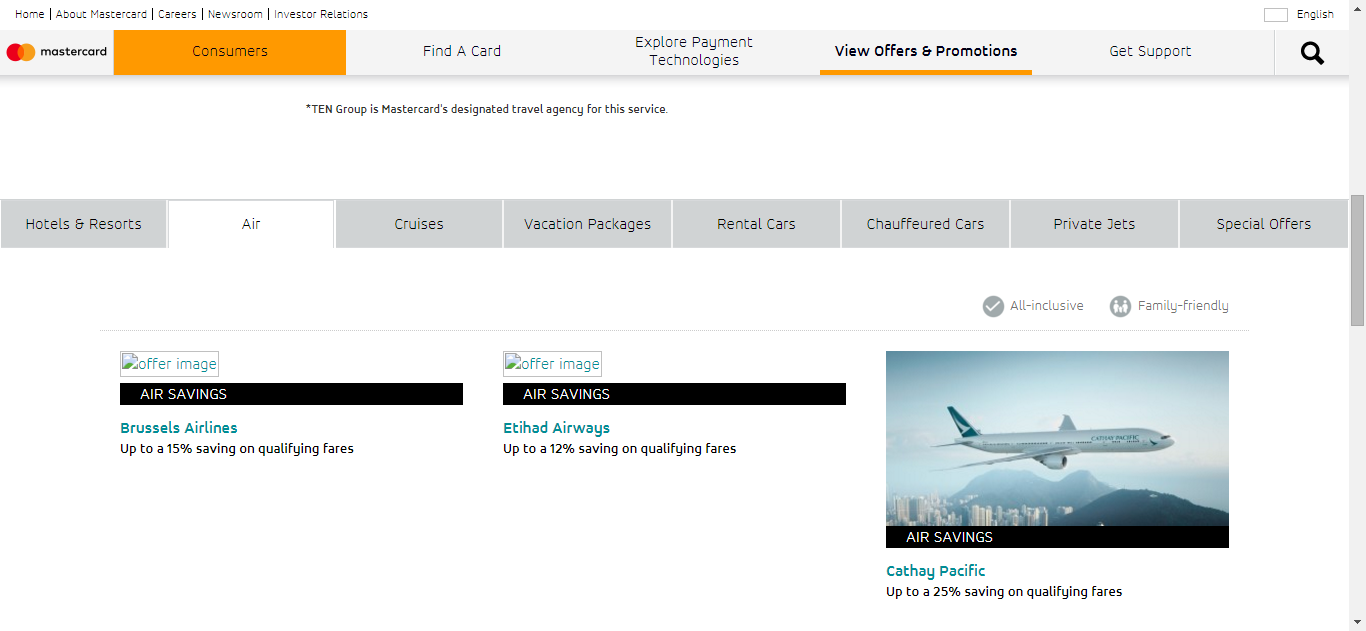 Home | About Mastercard | Careers | Newsroom | Investor Relations
English
mastercard
Consumers
Find A Card
Explore Payment
Technologies
View Offers & Promotions
Get Support
*TEN Group is Mastercard's designated travel agency for this service.
Hotels & Resorts
Air
Cruises
Vacation Packages
Rental Cars
Chauffeured Cars
Private Jets
Special Offers
All-inclusive
Family-friendly
offer image
AIR SAVINGS
Brussels Airlines
Up to a 15% saving on qualifying fares
offer image
AIR SAVINGS
Etihad Airways
Up to a 12% saving on qualifying fares
CATHAY PACIFIC
AIR SAVINGS
Cathay Pacific
Up to a 25% saving on qualifying fares